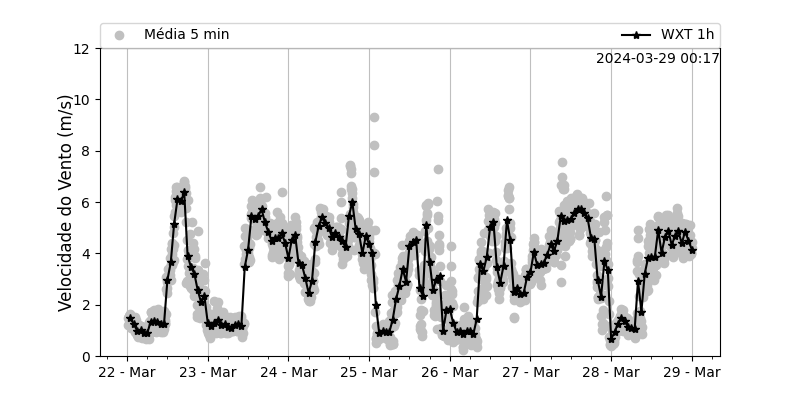 Média 5 min
WXT 1h
2024-03-29 00:17
Velocidade do Vento (m/s)
12
10
8
6
4
2
0
22 - Mar
23 - Mar
24 - Mar
25 - Mar
26 - Mar
27 - Mar
28 - Mar
29 - Mar